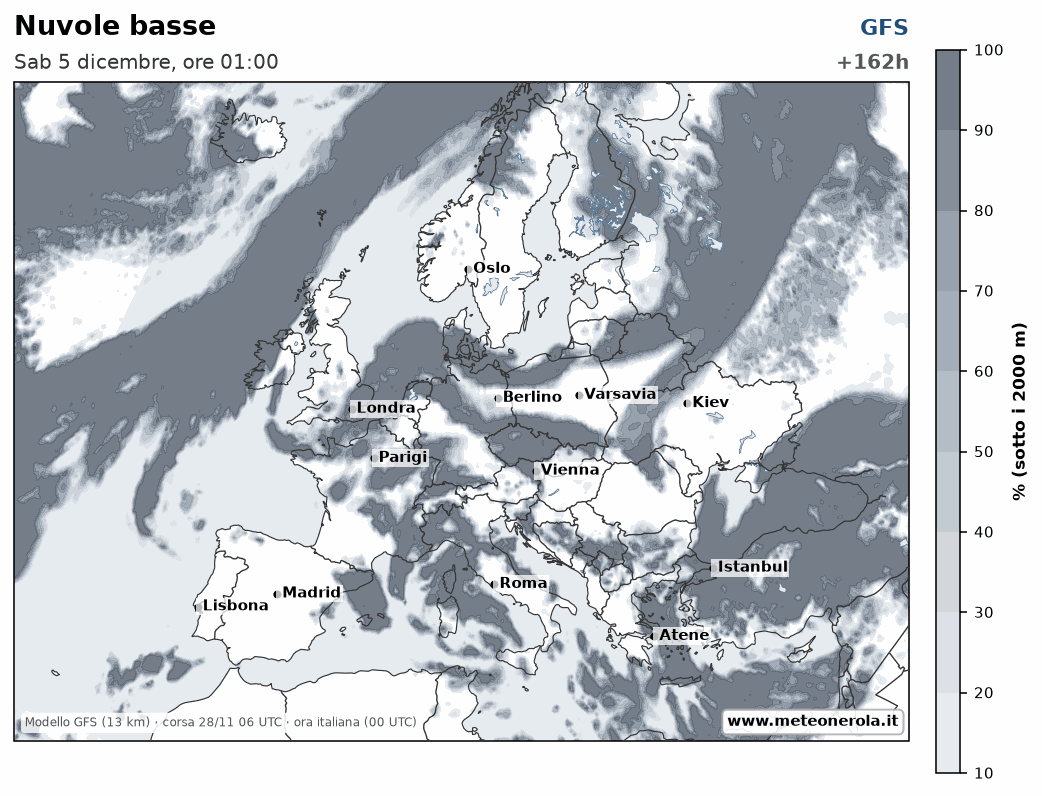 Nuvole basse
GFS
Sab 5 dicembre, ore 01:00
+162h
100
90
80
70
60
50
40
30
20
10
% (sotto i 2000 m)
Oslo
Berlino
Varsavia
Kiev
Londra
Parigi
Vienna
Istanbul
Roma
Madrid
Lisbona
Atene
Modello GFS (13 km) · corsa 28/11 06 UTC · ora italiana (00 UTC)
www.meteonerola.it